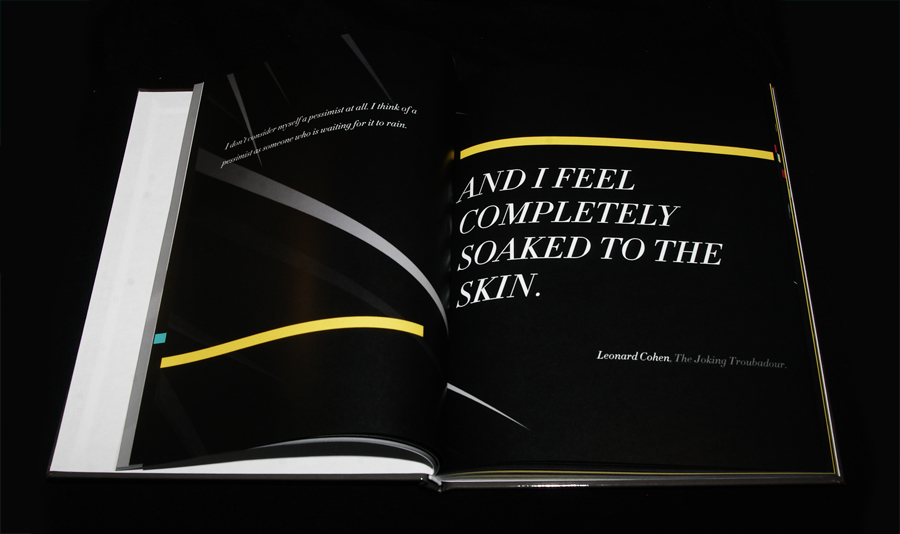 I don't consider myself a pessimist at all. I think of a
pessimist as someone who is waiting for it to rain.
AND I FEEL
COMPLETELY
SOAKED TO THE
SKIN.
Leonard Cohen, The Joking Troubadour.